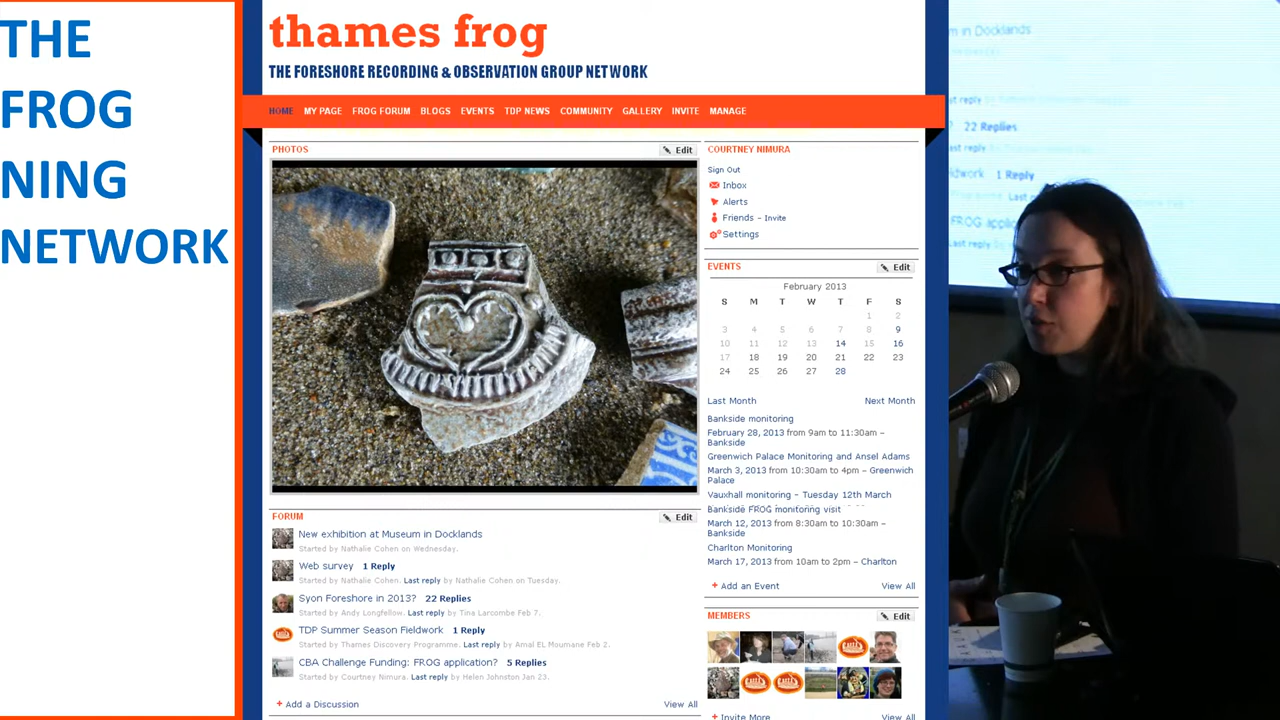 THE
FROG
NING
NETWORK
thames frog
THE FORESHORE RECORDING & OBSERVATION GROUP NETWORK
HOME MY PAGE FROG FORUM BLOGS EVENTS TDP NEWS COMMUNITY GALLERY INVITE MANAGE
PHOTOS
Edit
FORUM
Edit
New exhibition at Museum in Docklands
Started by Nathalie Cohen on Wednesday.
Web survey 1 Reply
Started by Nathalie Cohen. Last reply by Nathalie Cohen on Tuesday.
Syon Foreshore in 2013? 22 Replies
Started by Andy Longfellow. Last reply by Tina Larcombe Feb 7.
TDP Summer Season Fieldwork 1 Reply
Started by Thames Discovery Programme. Last reply by Amal EL Moumane Feb 2.
CBA Challenge Funding: FROG application? 5 Replies
Started by Courtney Nimura. Last reply by Helen Johnston Jan 23.
+ Add a Discussion
View All
COURTNEY NIMURA
Sign Out
Inbox
Alerts
Friends – Invite
Settings
EVENTS
Edit
February 2013
S M T W T F S
1 2
3 4 5 6 7 8 9
10 11 12 13 14 15 16
17 18 19 20 21 22 23
24 25 26 27 28
Last Month Next Month
Bankside monitoring
February 28, 2013 from 9am to 11:30am –
Bankside
Greenwich Palace Monitoring and Ansel Adams
March 3, 2013 from 10:30am to 4pm – Greenwich
Palace
Vauxhall monitoring - Tuesday 12th March
Bankside FROG monitoring visit
March 12, 2013 from 8:30am to 10:30am –
Bankside
Charlton Monitoring
March 17, 2013 from 10am to 2pm – Charlton
+ Add an Event
View All
MEMBERS
Edit
+ Invite More
View All
m in Docklands
st reply
22 Replies
st reply
dwork 1 Reply
Last
FROG applic
ast reply